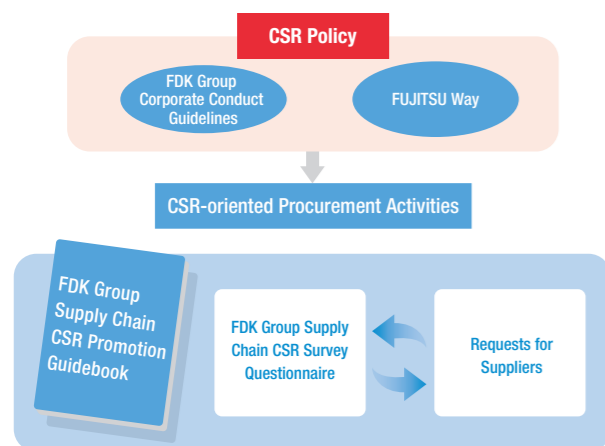 CSR Policy
FDK Group
Corporate Conduct
Guidelines
FUJITSU Way
CSR-oriented Procurement Activities
FDK Group
Supply Chain
CSR Promotion
Guidebook
FDK Group Supply
Chain CSR Survey
Questionnaire
Requests for
Suppliers